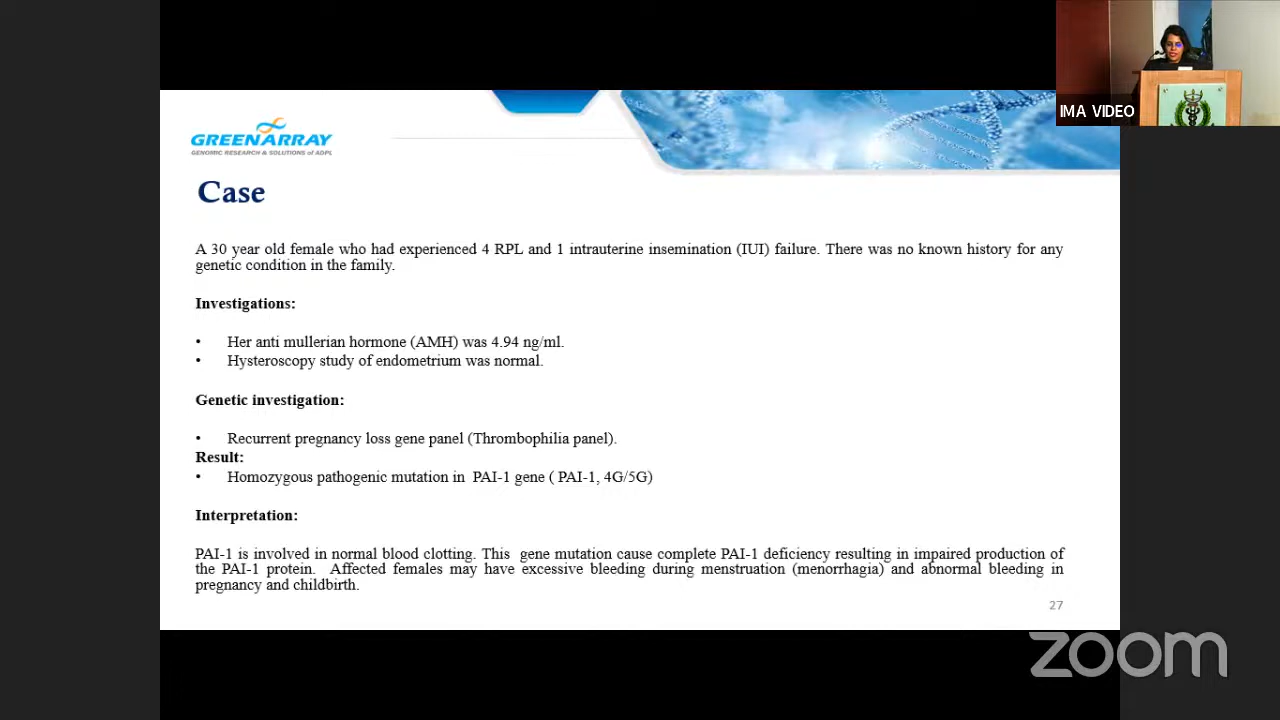 IMA VIDEO
GREENARRAY
GENOMIC RESEARCH & SOLUTIONS of ADPL
Case
A 30 year old female who had experienced 4 RPL and 1 intrauterine insemination (IUI) failure. There was no known history for any
genetic condition in the family.
Investigations:
• Her anti mullerian hormone (AMH) was 4.94 ng/ml.
• Hysteroscopy study of endometrium was normal.
Genetic investigation:
• Recurrent pregnancy loss gene panel (Thrombophilia panel).
Result:
• Homozygous pathogenic mutation in PAI-1 gene ( PAI-1, 4G/5G)
Interpretation:
PAI-1 is involved in normal blood clotting. This gene mutation cause complete PAI-1 deficiency resulting in impaired production of
the PAI-1 protein. Affected females may have excessive bleeding during menstruation (menorrhagia) and abnormal bleeding in
pregnancy and childbirth.
27
zoom